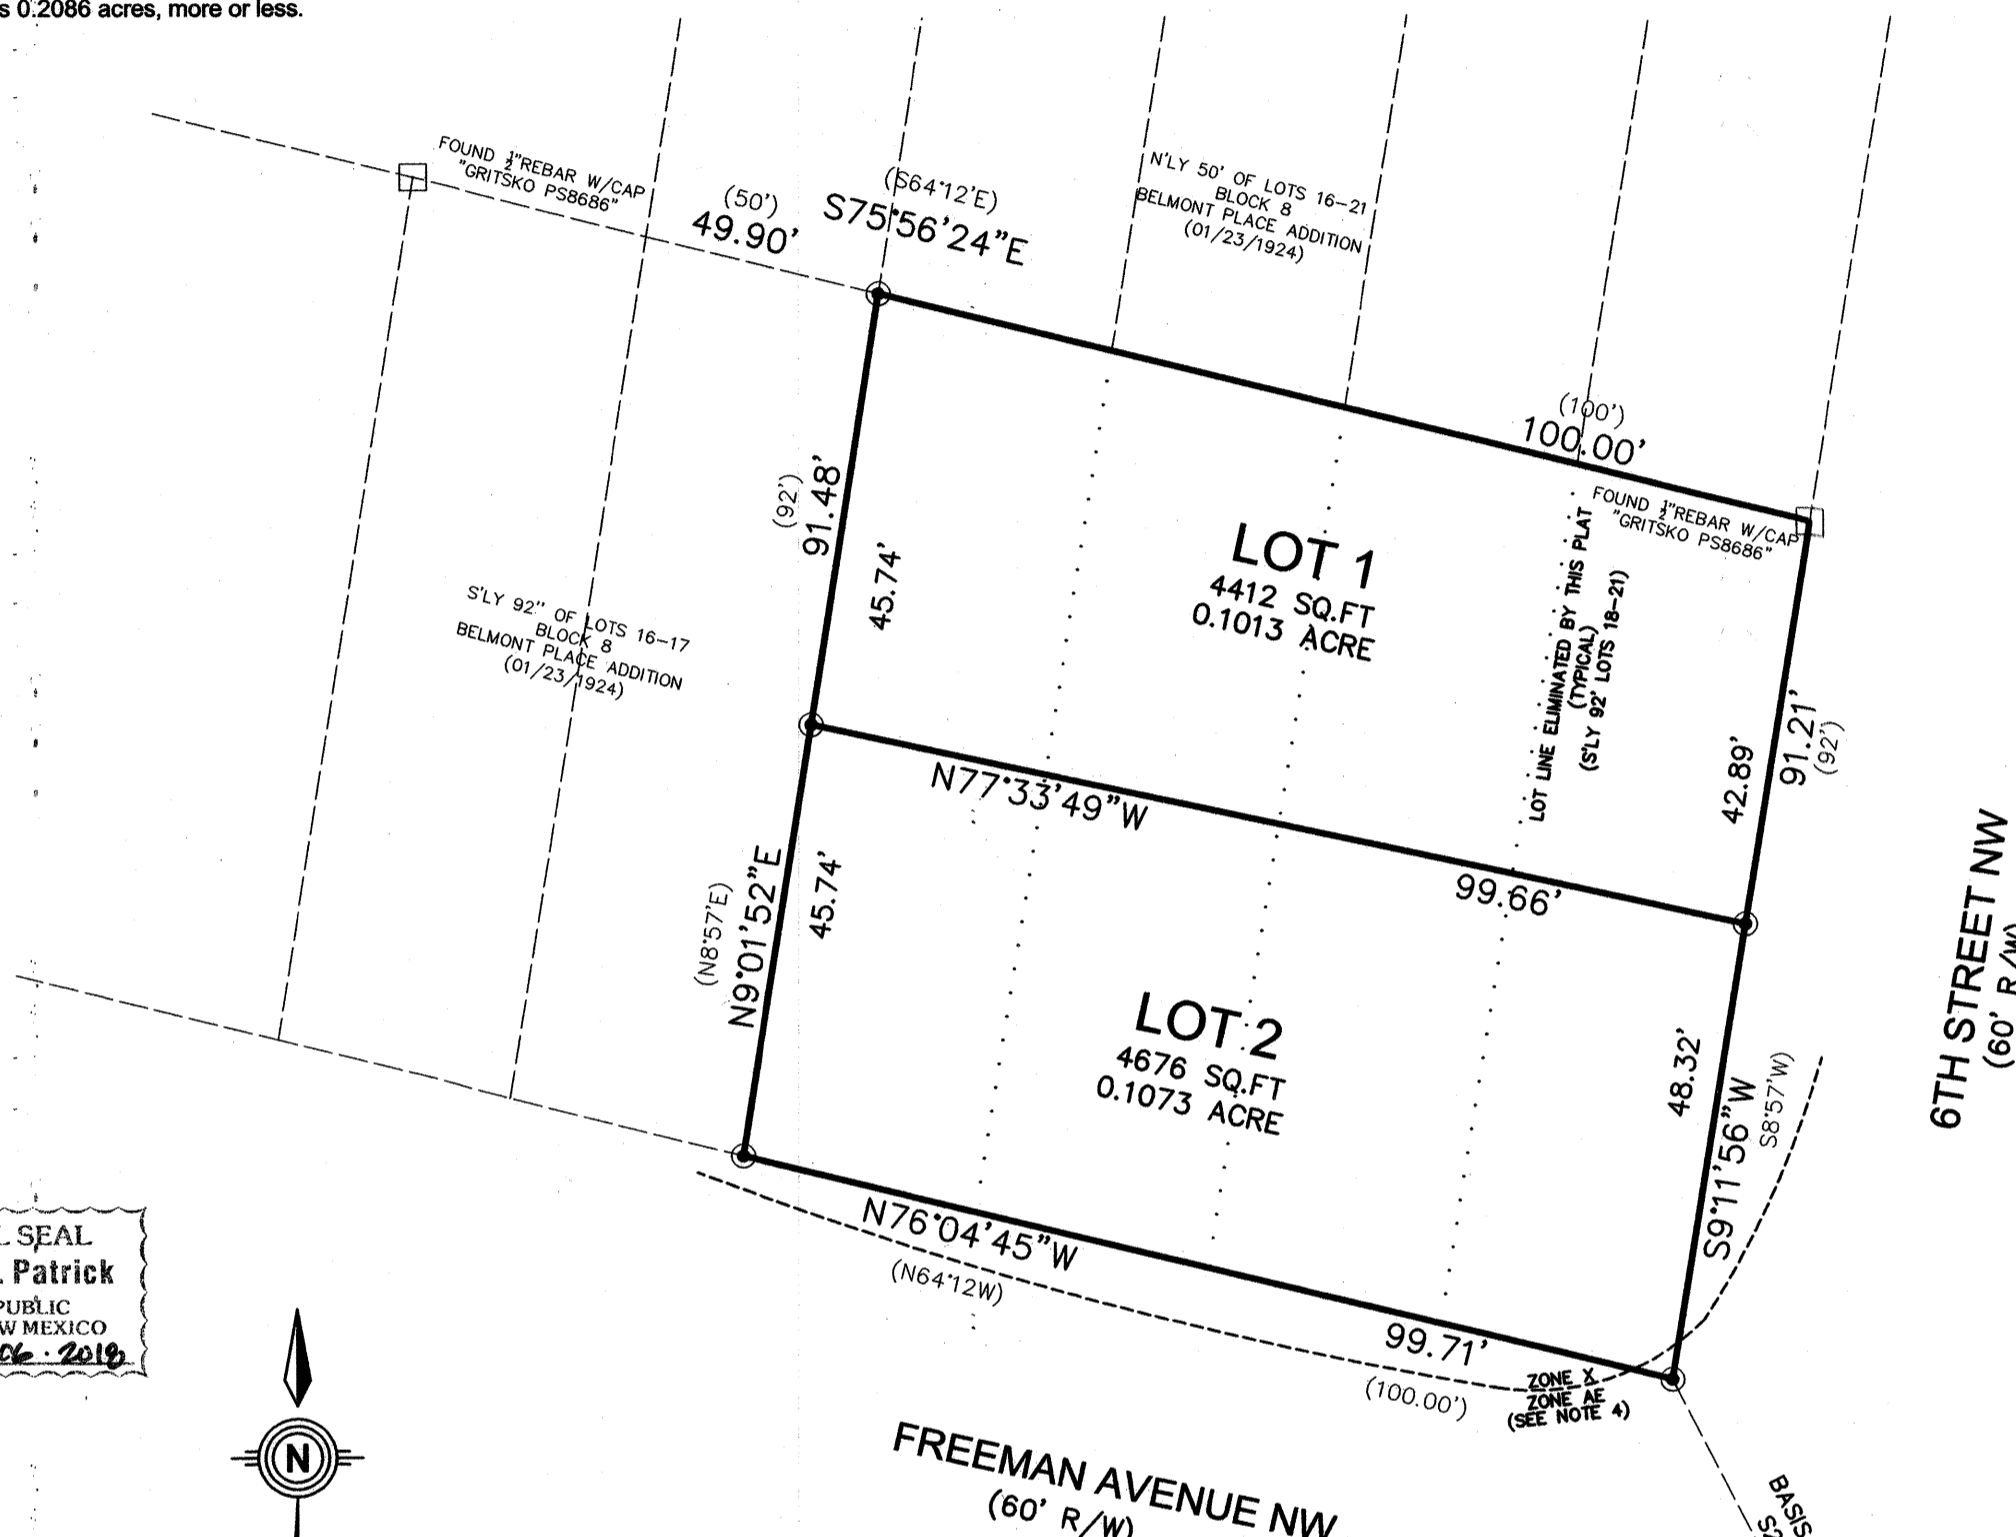 s 0.2086 acres, more or less.
FOUND ½"REBAR W/CAP
"GRITSKO PS8686"
(50')
49.90'
(S64°12'E)
S75°56'24"E
N'LY 50' OF LOTS 16-21
BLOCK 8
BELMONT PLACE ADDITION
(01/23/1924)
(100')
100.00'
FOUND ½"REBAR W/CAP
"GRITSKO PS8686"
(92')
91.48'
45.74'
LOT 1
4412 SQ.FT
0.1013 ACRE
LOT LINE ELIMINATED BY THIS PLAT
(TYPICAL)
(S'LY 92' LOTS 18-21)
S'LY 92" OF LOTS 16-17
BLOCK 8
BELMONT PLACE ADDITION
(01/23/1924)
42.89'
91.21'
(92')
N77°33'49"W
99.66'
(N8°57'E)
N9°01'52"E
45.74'
LOT 2
4676 SQ.FT
0.1073 ACRE
48.32'
S9°11'56"W
S8°57'W)
6TH STREET NW
(60' R/W)
N76°04'45"W
(N64°12W)
99.71'
(100.00')
ZONE X
ZONE AE
(SEE NOTE 4)
L SEAL
. Patrick
PUBLIC
W MEXICO
06 . 2018
N
FREEMAN AVENUE NW
(60' R/W)
BASIS